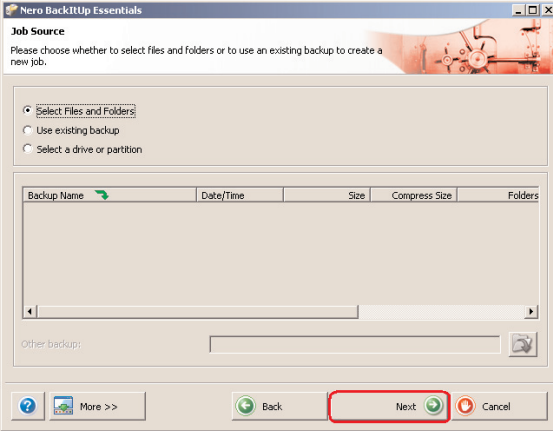 Nero BackItUp Essentials
Job Source
Please choose whether to select files and folders or to use an existing backup to create a
new job.
Select Files and Folders
Use existing backup
Select a drive or partition
Backup Name Date/Time Size Compress Size Folders
Other backup:
? More >> Back Next Cancel